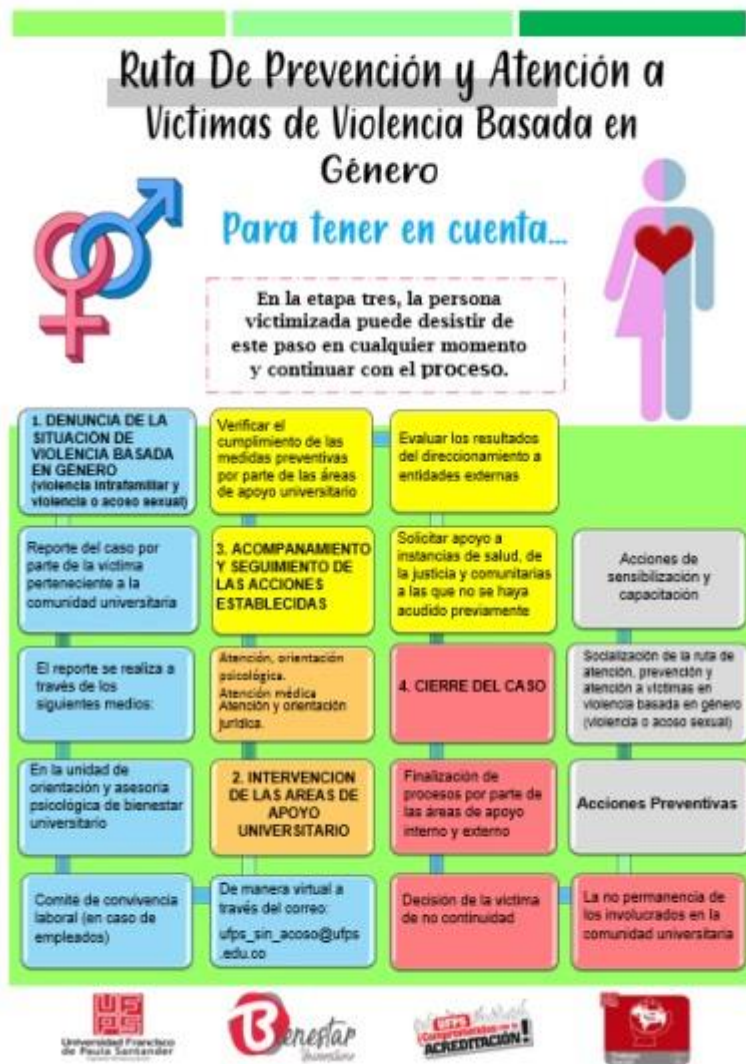 Ruta De Prevención y Atención a
Víctimas de Violencia Basada en
Género
Para tener en cuenta...
En la etapa tres, la persona
victimizada puede desistir de
este paso en cualquier momento
y continuar con el proceso.
1. DENUNCIA DE LA
SITUACIÓN DE
VIOLENCIA BASADA
EN GÉNERO
(violencia intrafamiliar y
violencia o acoso sexual)
Reporte del caso por
parte de la víctima
perteneciente a la
comunidad universitaria
El reporte se realiza a
través de los
siguientes medios:
En la unidad de
orientación y asesoría
psicológica de bienestar
universitario
Comité de convivencia
laboral (en caso de
empleados)
De manera virtual a
través del correo:
ufps_sin_acoso@ufps
.edu.co
2. INTERVENCION
DE LAS AREAS DE
APOYO
UNIVERSITARIO
Atención, orientación
psicológica.
Atención médica
Atención y orientación
jurídica.
3. ACOMPANAMIENTO
Y SEGUIMIENTO DE
LAS ACCIONES
ESTABLECIDAS
Verificar el
cumplimiento de las
medidas preventivas
por parte de las áreas
de apoyo universitario
Evaluar los resultados
del direccionamiento a
entidades externas
Solicitar apoyo a
instancias de salud, de
la justicia y comunitarias
a las que no se haya
acudido previamente
4. CIERRE DEL CASO
Finalización de
procesos por parte de
las áreas de apoyo
interno y externo
Decisión de la víctima
de no continuidad
La no permanencia de
los involucrados en la
comunidad universitaria
Acciones Preventivas
Socialización de la ruta de
atención, prevención y
atención a víctimas en
violencia basada en género
(violencia o acoso sexual)
Acciones de
sensibilización y
capacitación
UFPS
Universidad Francisco
de Paula Santander
Bienestar
Universitario
UFPS
¡Comprometidos con la
ACREDITACIÓN!